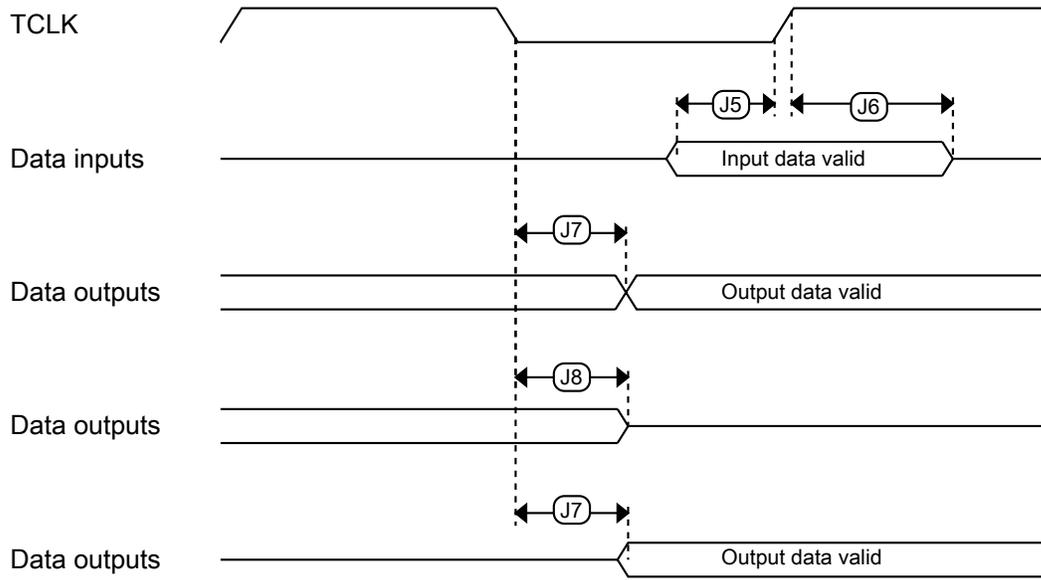 TCLK
J5
J6
Data inputs
Input data valid
J7
Data outputs
Output data valid
J8
Data outputs
J7
Data outputs
Output data valid